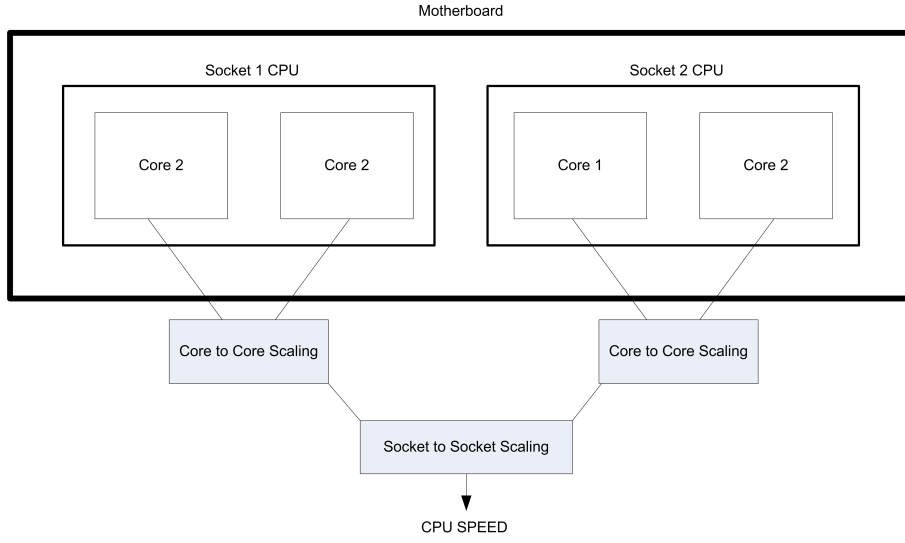 Motherboard
Socket 1 CPU
Socket 2 CPU
Core 2
Core 2
Core 1
Core 2
Core to Core Scaling
Core to Core Scaling
Socket to Socket Scaling
CPU SPEED